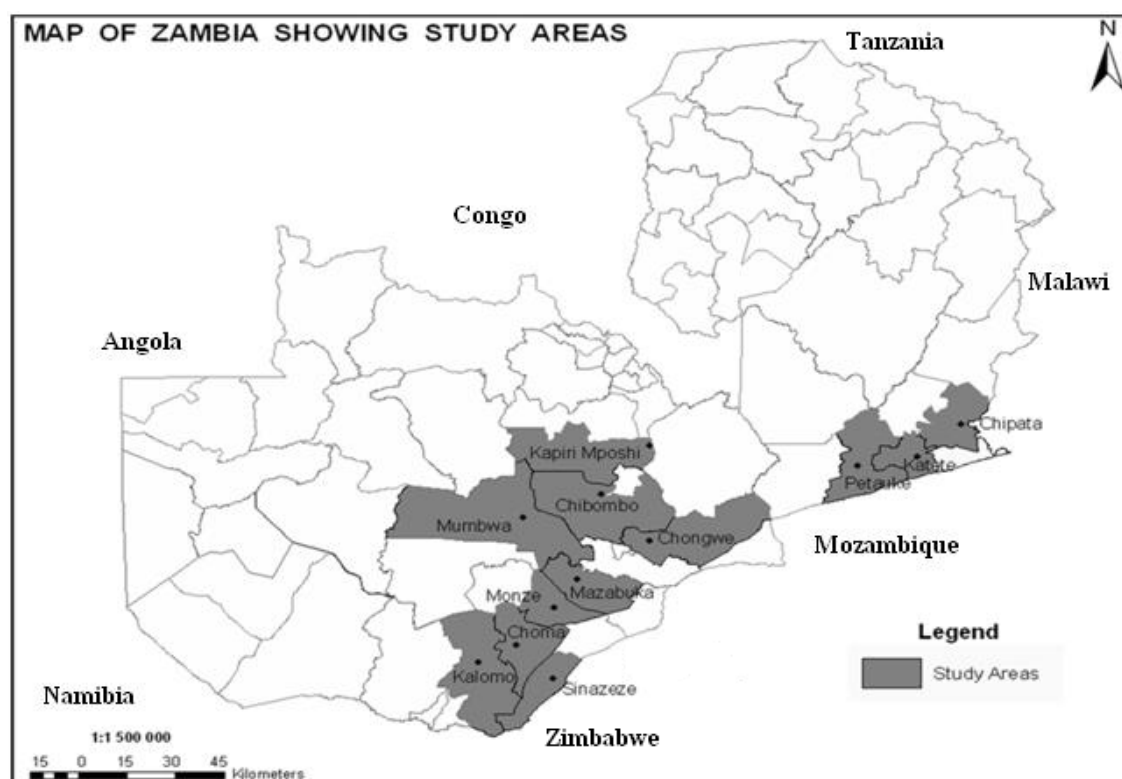 MAP OF ZAMBIA SHOWING STUDY AREAS
N
Tanzania
Congo
Malawi
Angola
Chipata
Kapiri Mposhi
Katete
Petauke
Chibombo
Mumbwa
Chongwe
Mozambique
Mazabuka
Monze
Choma
Legend
Kalomo
Study Areas
Sinazeze
Namibia
Zimbabwe
1:1 500 000
15 0 15 30 45
Kilometers